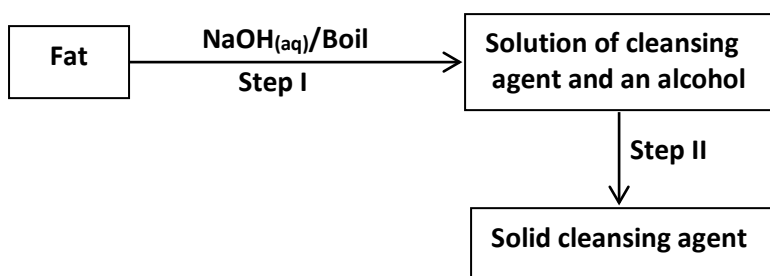 Fat
NaOH(aq)/Boil
Step I
Solution of cleansing
agent and an alcohol
Step II
Solid cleansing agent